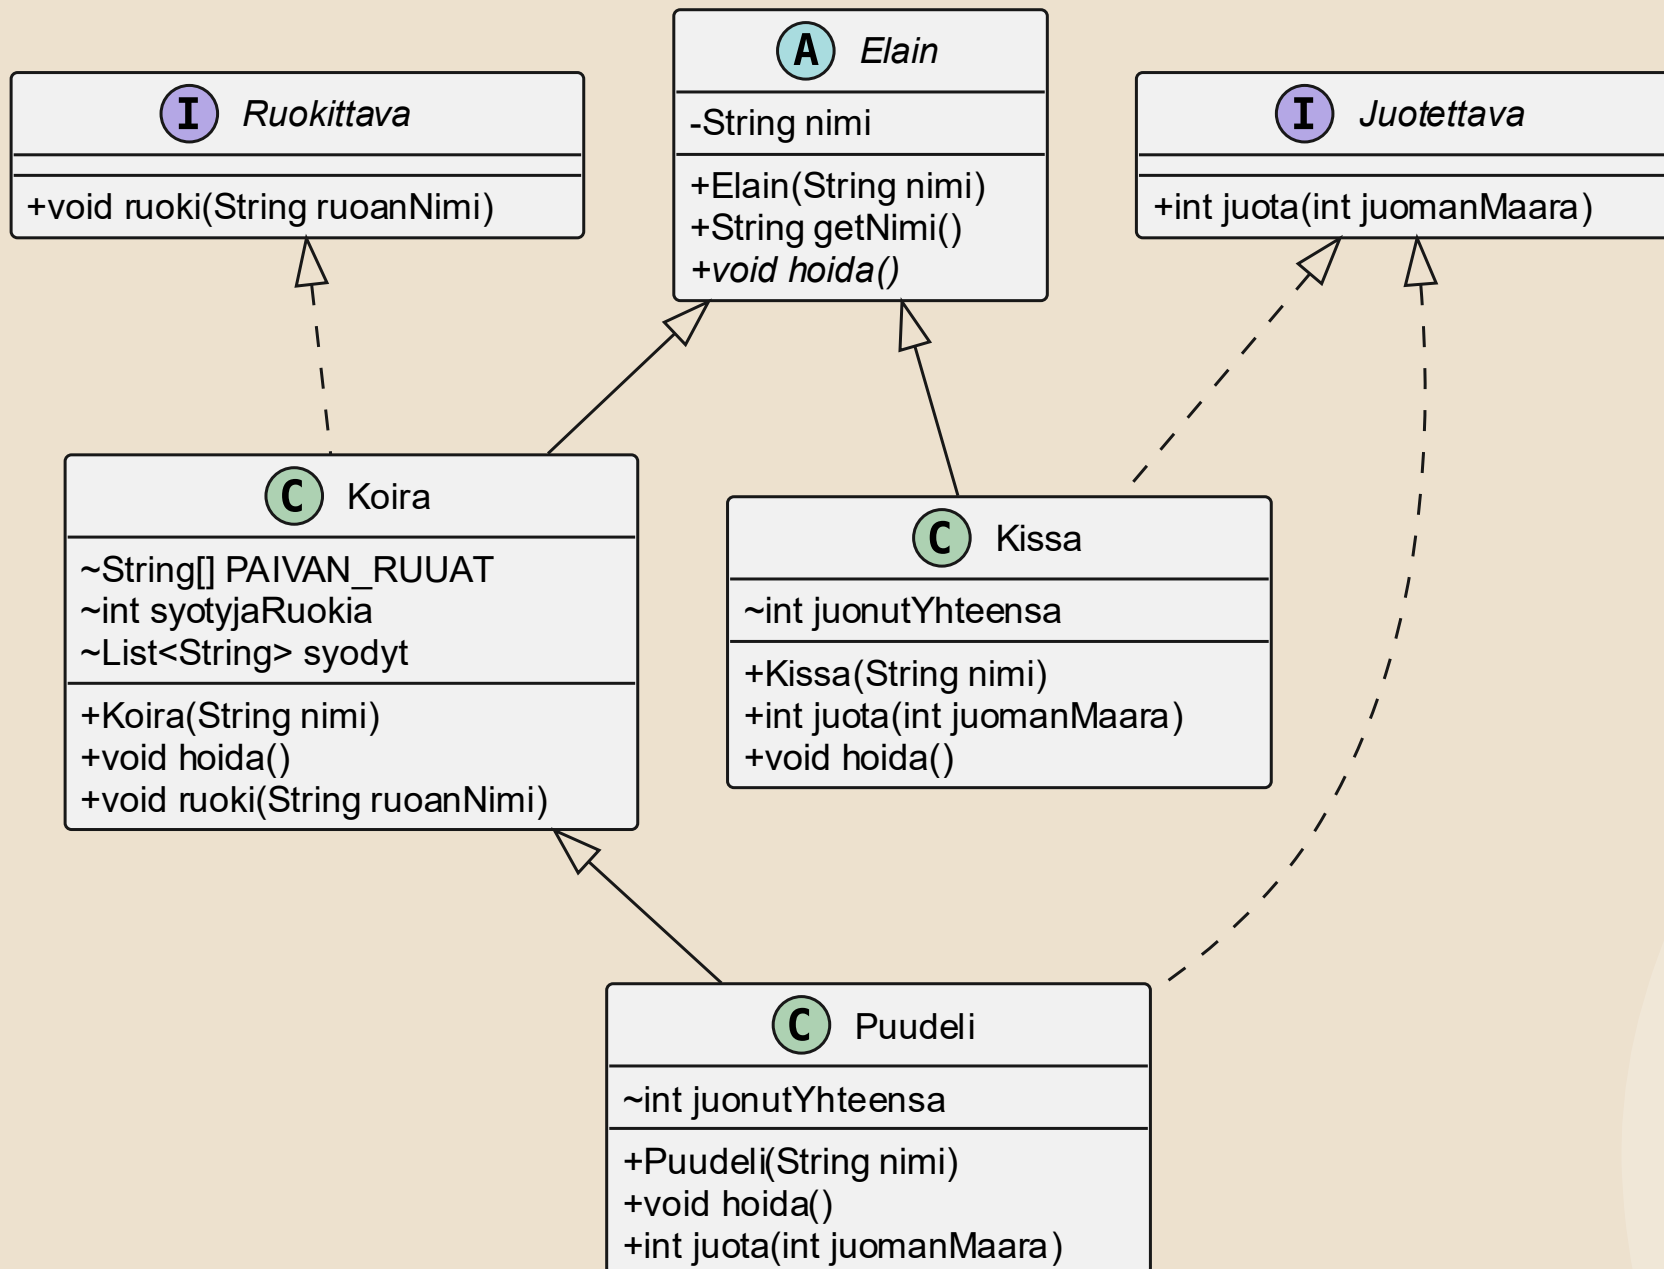 A Elain
-String nimi
+Elain(String nimi)
+String getNimi()
+void hoida()
I Ruokittava
+void ruoki(String ruoanNimi)
I Juotettava
+int juota(int juomanMaara)
C Koira
~String[] PAIVAN_RUUAT
~int syotyjaRuokia
~List<String> syodyt
+Koira(String nimi)
+void hoida()
+void ruoki(String ruoanNimi)
C Kissa
~int juonutYhteensa
+Kissa(String nimi)
+int juota(int juomanMaara)
+void hoida()
C Puudeli
~int juonutYhteensa
+Puudeli(String nimi)
+void hoida()
+int juota(int juomanMaara)